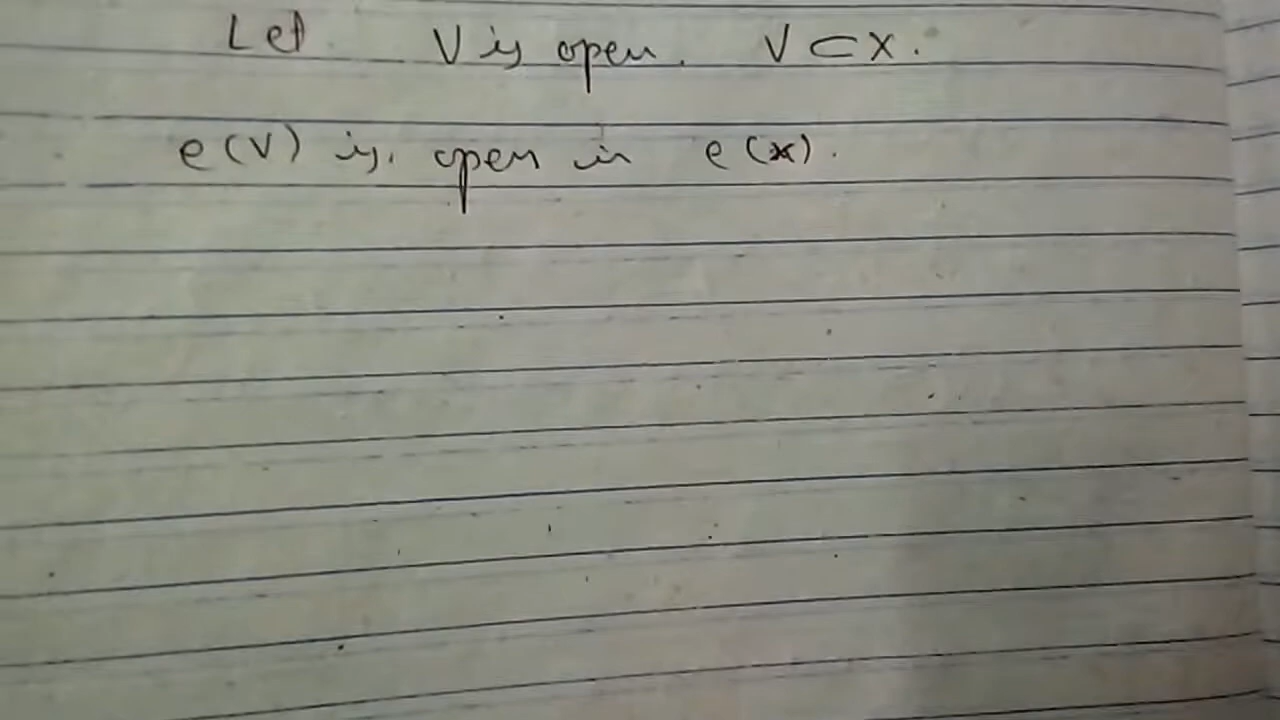 Let V is open. V ⊂ X.
e(V) is open in e(X).